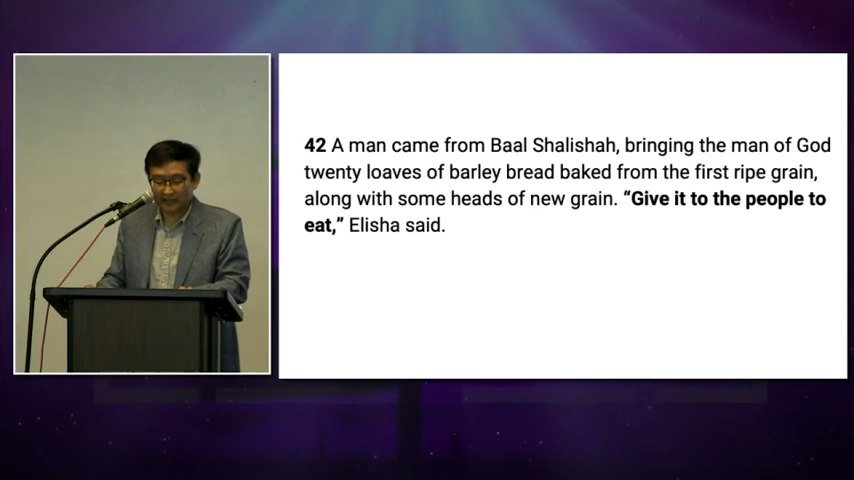 42 A man came from Baal Shalishah, bringing the man of God
twenty loaves of barley bread baked from the first ripe grain,
along with some heads of new grain. “Give it to the people to
eat,” Elisha said.